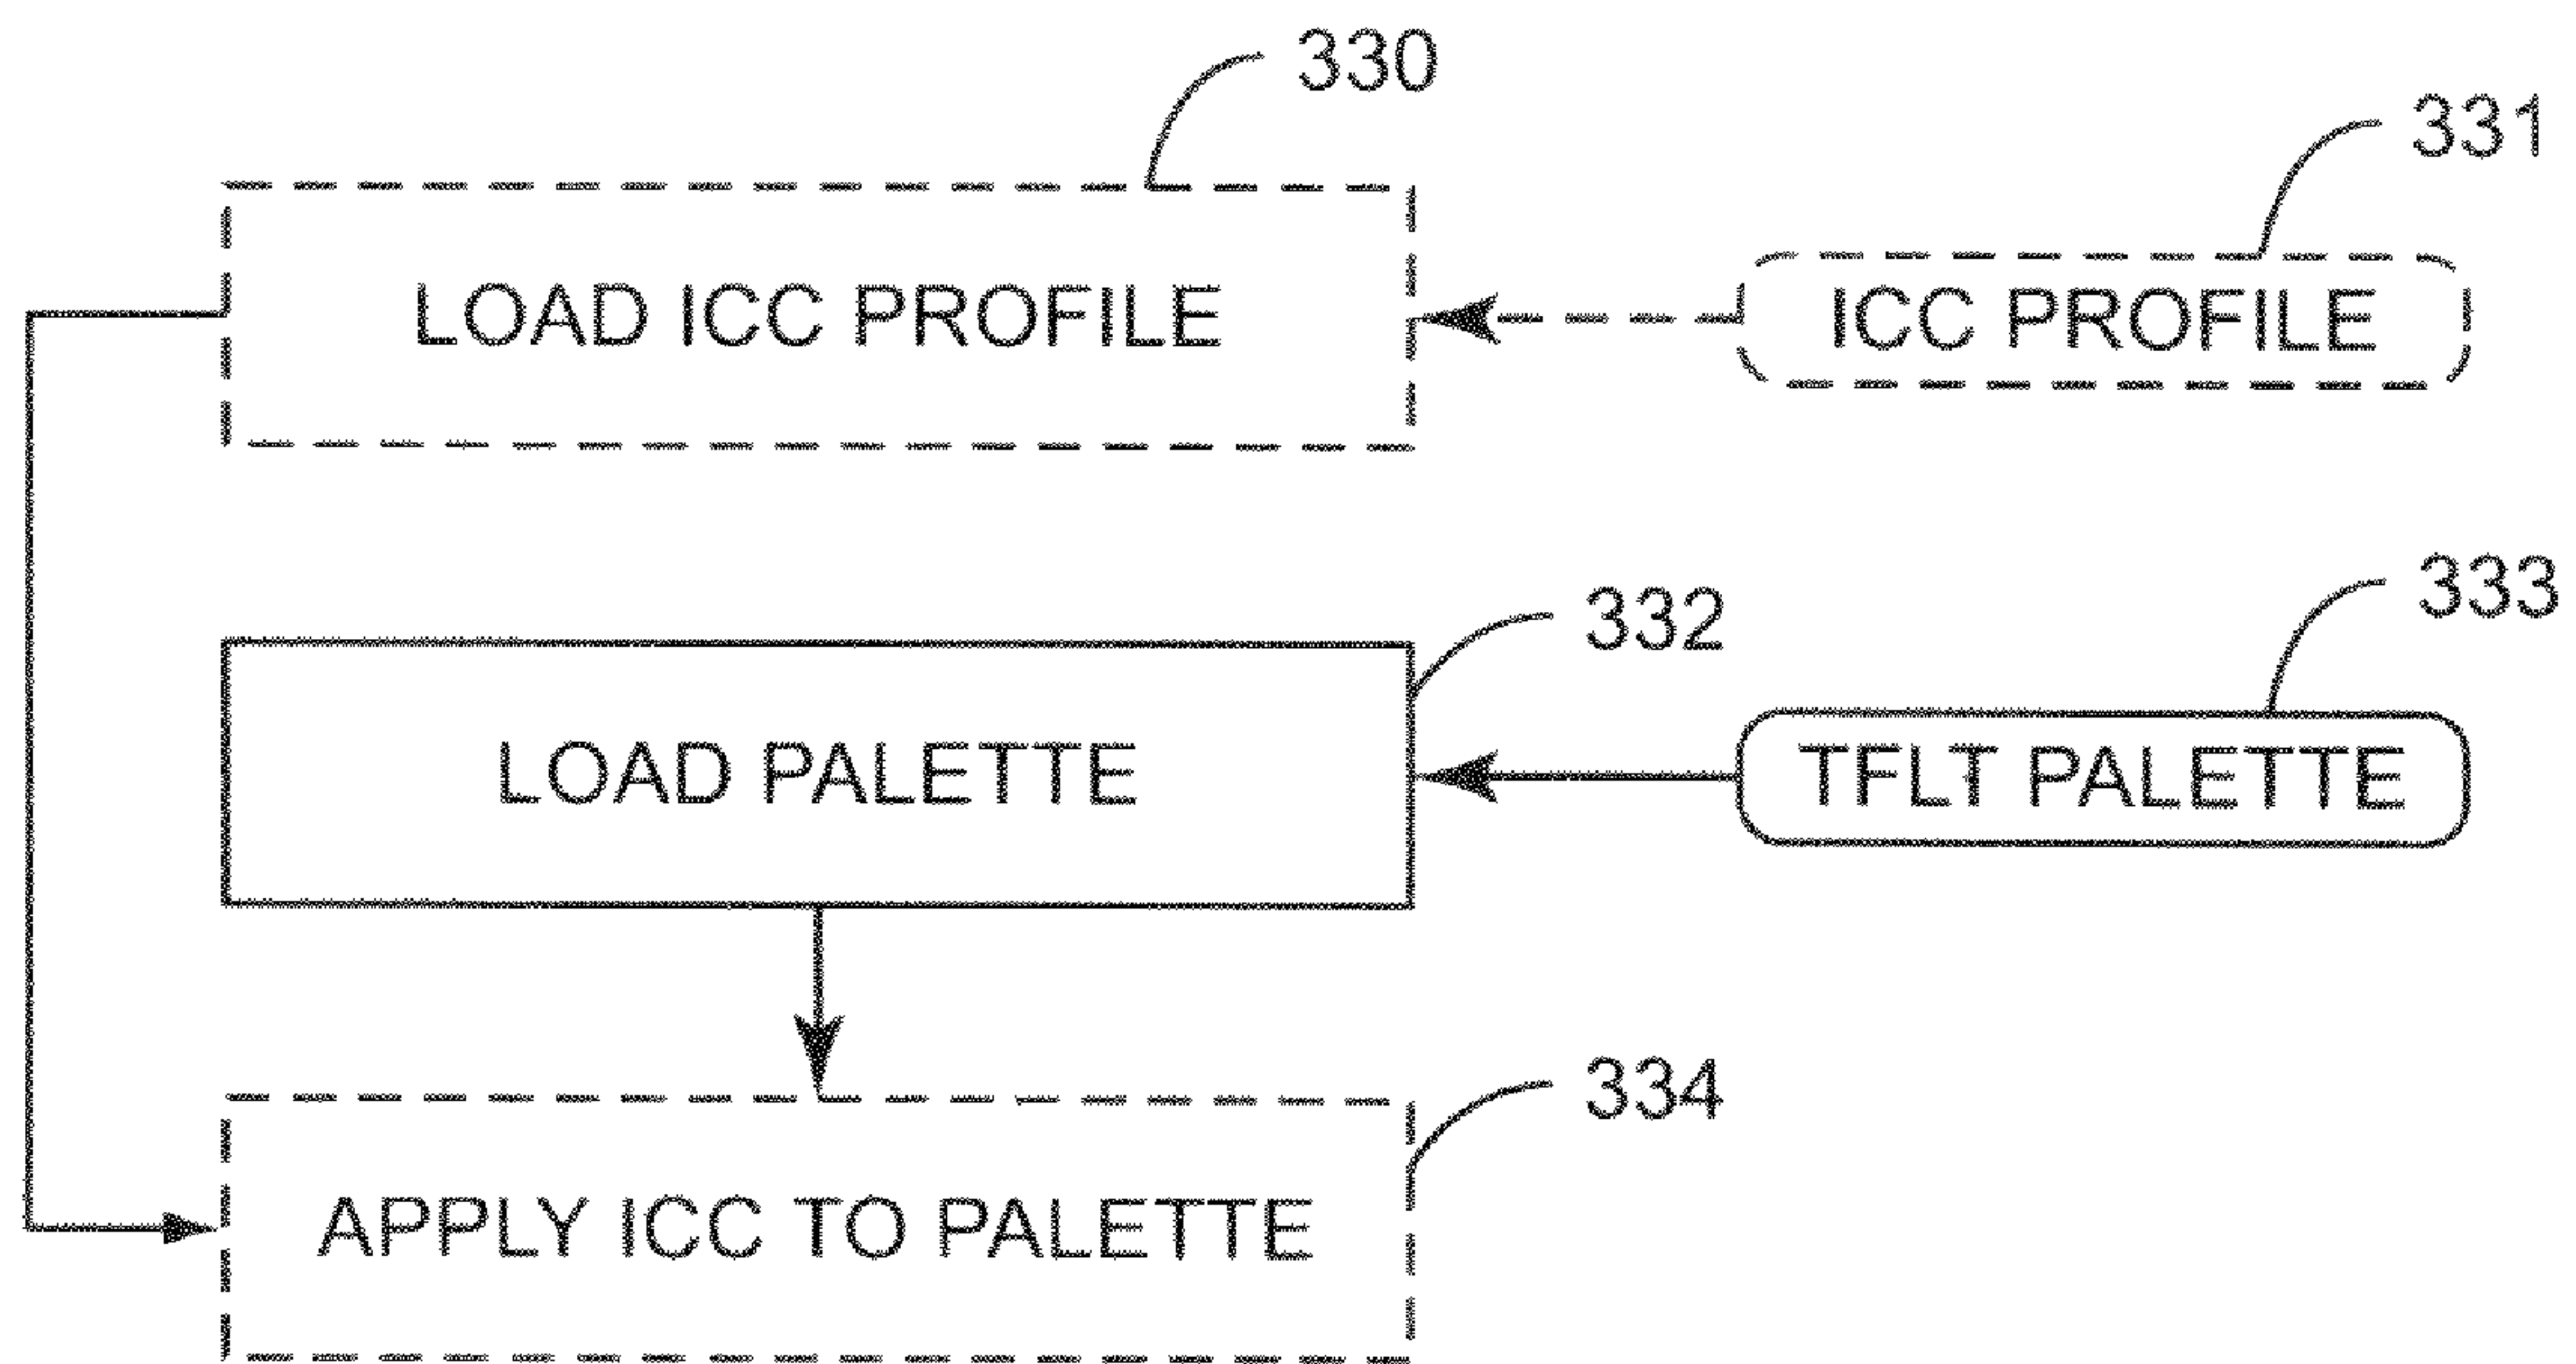 330
331
LOAD ICC PROFILE
ICC PROFILE
332
333
LOAD PALETTE
TFLT PALETTE
334
APPLY ICC TO PALETTE